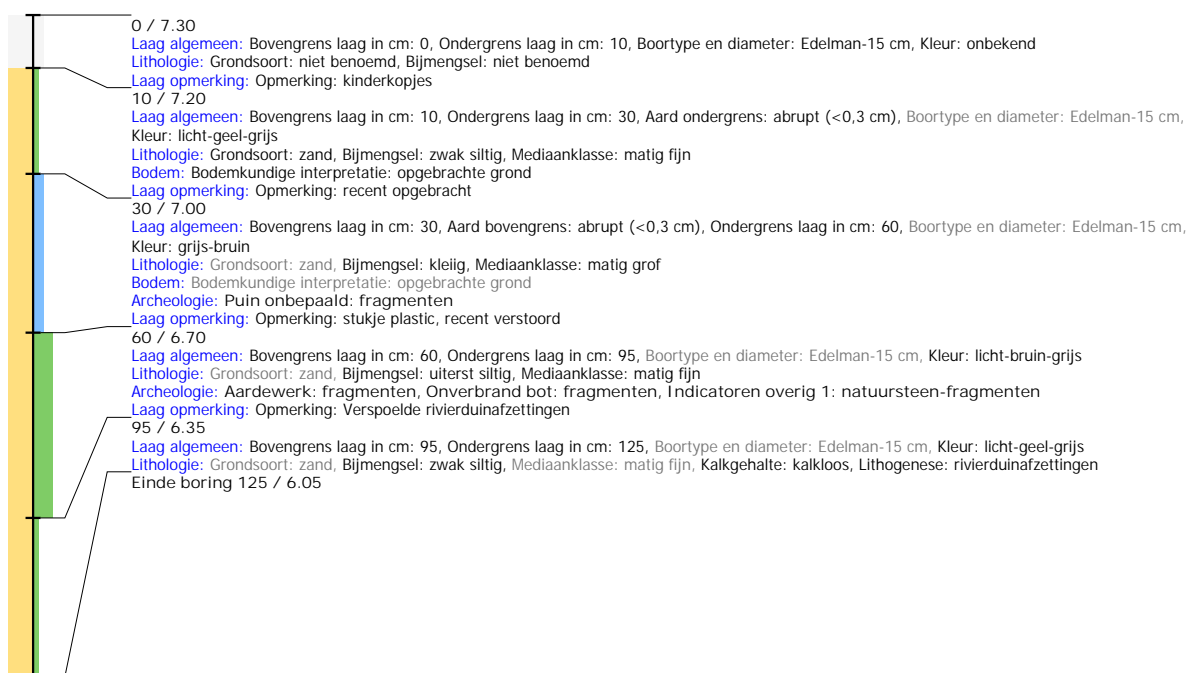 0 / 7.30
Laag algemeen: Bovengrens laag in cm: 0, Ondergrens laag in cm: 10, Boortype en diameter: Edelman-15 cm, Kleur: onbekend
Lithologie: Grondsoort: niet benoemd, Bijmengsel: niet benoemd
Laag opmerking: Opmerking: kinderkopjes
10 / 7.20
Laag algemeen: Bovengrens laag in cm: 10, Ondergrens laag in cm: 30, Aard ondergrens: abrupt (<0,3 cm), Boortype en diameter: Edelman-15 cm,
Kleur: licht-geel-grijs
Lithologie: Grondsoort: zand, Bijmengsel: zwak siltig, Mediaanklasse: matig fijn
Bodem: Bodemkundige interpretatie: opgebrachte grond
Laag opmerking: Opmerking: recent opgebracht
30 / 7.00
Laag algemeen: Bovengrens laag in cm: 30, Aard bovengrens: abrupt (<0,3 cm), Ondergrens laag in cm: 60, Boortype en diameter: Edelman-15 cm,
Kleur: grijs-bruin
Lithologie: Grondsoort: zand, Bijmengsel: kleiig, Mediaanklasse: matig grof
Bodem: Bodemkundige interpretatie: opgebrachte grond
Archeologie: Puin onbepaald: fragmenten
Laag opmerking: Opmerking: stukje plastic, recent verstoord
60 / 6.70
Laag algemeen: Bovengrens laag in cm: 60, Ondergrens laag in cm: 95, Boortype en diameter: Edelman-15 cm, Kleur: licht-bruin-grijs
Lithologie: Grondsoort: zand, Bijmengsel: uiterst siltig, Mediaanklasse: matig fijn
Archeologie: Aardewerk: fragmenten, Onverbrand bot: fragmenten, Indicatoren overig 1: natuursteen-fragmenten
Laag opmerking: Opmerking: Verspoelde rivierduinafzettingen
95 / 6.35
Laag algemeen: Bovengrens laag in cm: 95, Ondergrens laag in cm: 125, Boortype en diameter: Edelman-15 cm, Kleur: licht-geel-grijs
Lithologie: Grondsoort: zand, Bijmengsel: zwak siltig, Mediaanklasse: matig fijn, Kalkgehalte: kalkloos, Lithogenese: rivierduinafzettingen
Einde boring 125 / 6.05